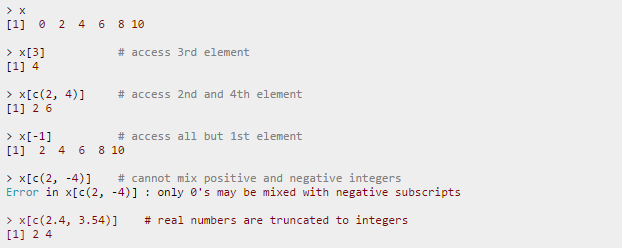 > x
[1]  0  2  4  6  8 10
> x[3]          # access 3rd element
[1] 4
> x[c(2, 4)]     # access 2nd and 4th element
[1] 2 6
> x[-1]          # access all but 1st element
[1]  2  4  6  8 10
> x[c(2, -4)]    # cannot mix positive and negative integers
Error in x[c(2, -4)] : only 0's may be mixed with negative subscripts
> x[c(2.4, 3.54)]    # real numbers are truncated to integers
[1] 2 4